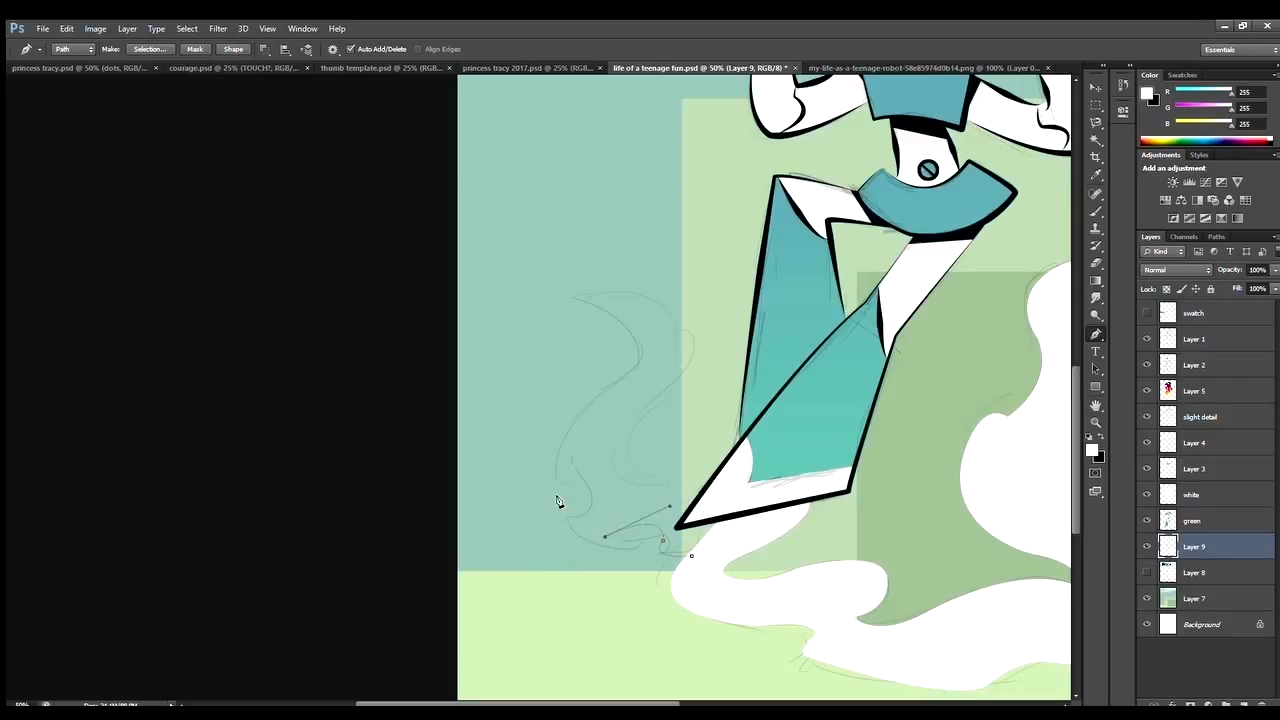 Ps File Edit Image Layer Type Select Filter 3D View Window Help
Path Make: Selection... Mask Shape Auto Add/Delete Align Edges Essentials
princess tracy.psd @ 50% (dots, RGB/... × courage.psd @ 25% (TOUCH?, RGB/... × thumb template.psd @ 25% (RGB... × princess tracy 2017.psd @ 25% (RGB... × life of a teenage fun.psd @ 50% (Layer 9, RGB/8) * × my-life-as-a-teenage-robot-58e85974d0b14.png @ 100% (Layer 0... ×
Color Swatches
R 255
G 255
B 255
Adjustments Styles
Add an adjustment
Layers Channels Paths
Kind
Normal Opacity: 100%
Lock: Fill: 100%
swatch
Layer 1
Layer 2
Layer 5
slight detail
Layer 4
Layer 3
white
green
Layer 9
Layer 8
Layer 7
Background